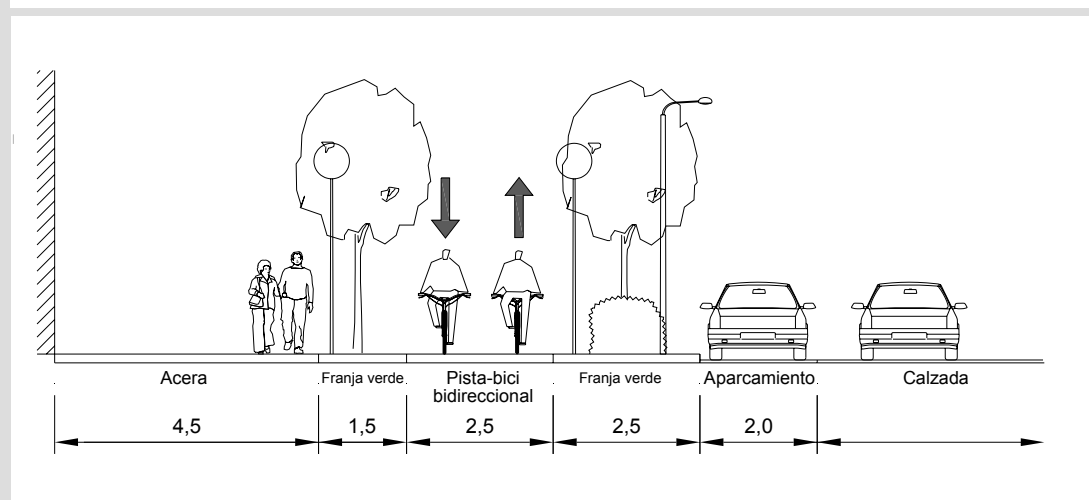 Acera
Franja verde
Pista-bici
bidireccional
Franja verde
Aparcamiento
Calzada
4,5
1,5
2,5
2,5
2,0